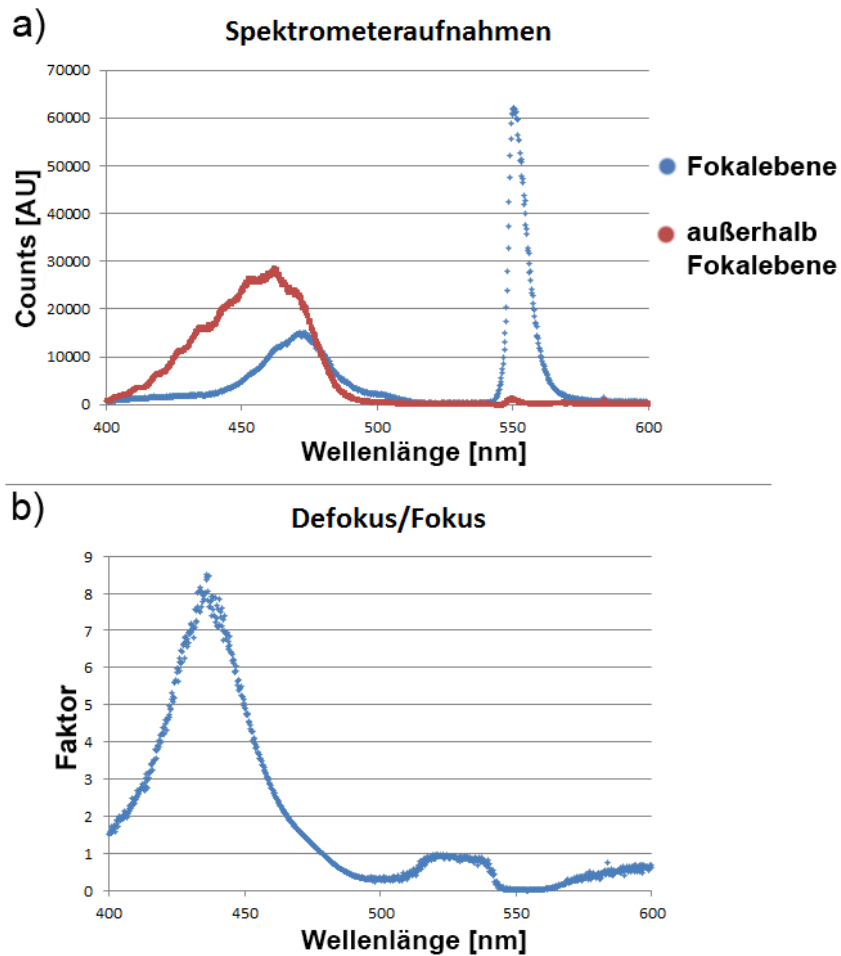 a)
Spektrometeraufnahmen
70000
60000
50000
40000
30000
20000
10000
0
Counts [AU]
400 450 500 550 600
Wellenlänge [nm]
Fokalebene
außerhalb
Fokalebene
b)
Defokus/Fokus
9
8
7
6
5
4
3
2
1
0
Faktor
400 450 500 550 600
Wellenlänge [nm]